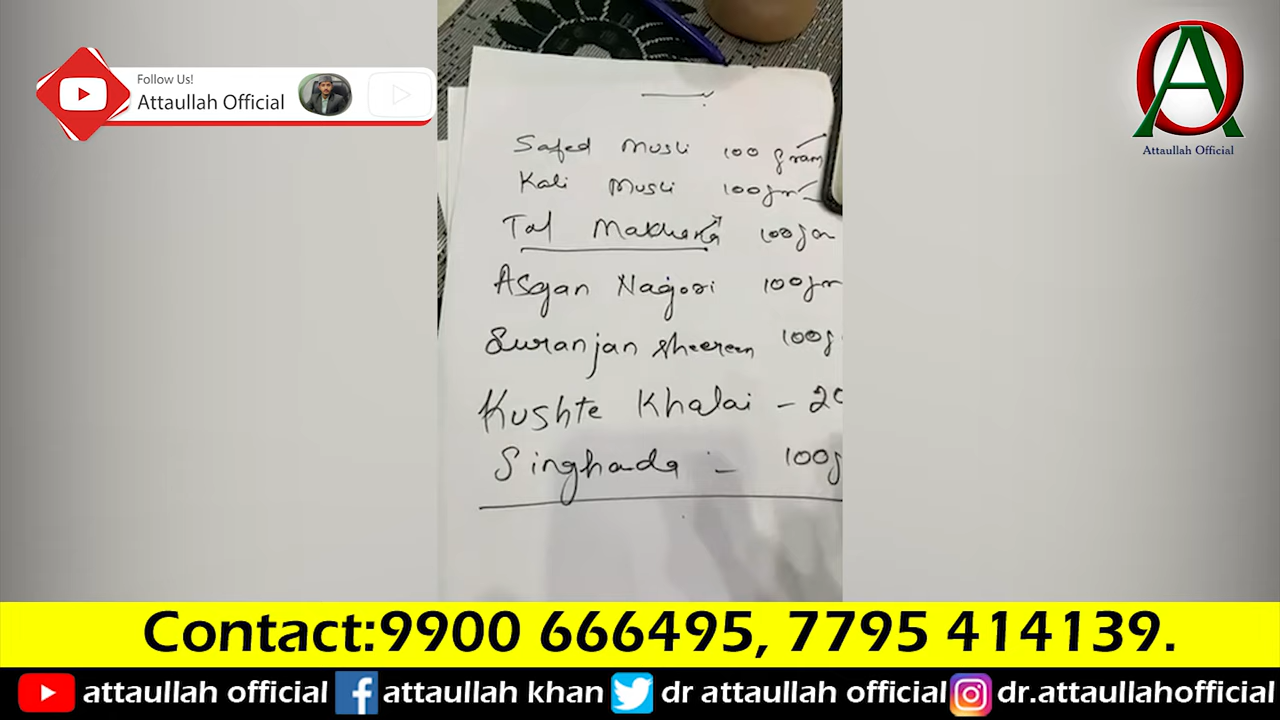 Follow Us!
Attaullah Official
OA
Attaullah Official
Safed Musli 100 gram
Kali Musli 100gm
Tal Makhana 100gm
Asgan Nagori 100gm
Suranjan sheereen 100g
Kushte Khalai - 20
Singhada - 100g
Contact:9900 666495, 7795 414139.
attaullah official attaullah khan dr attaullah official dr.attaullahofficial